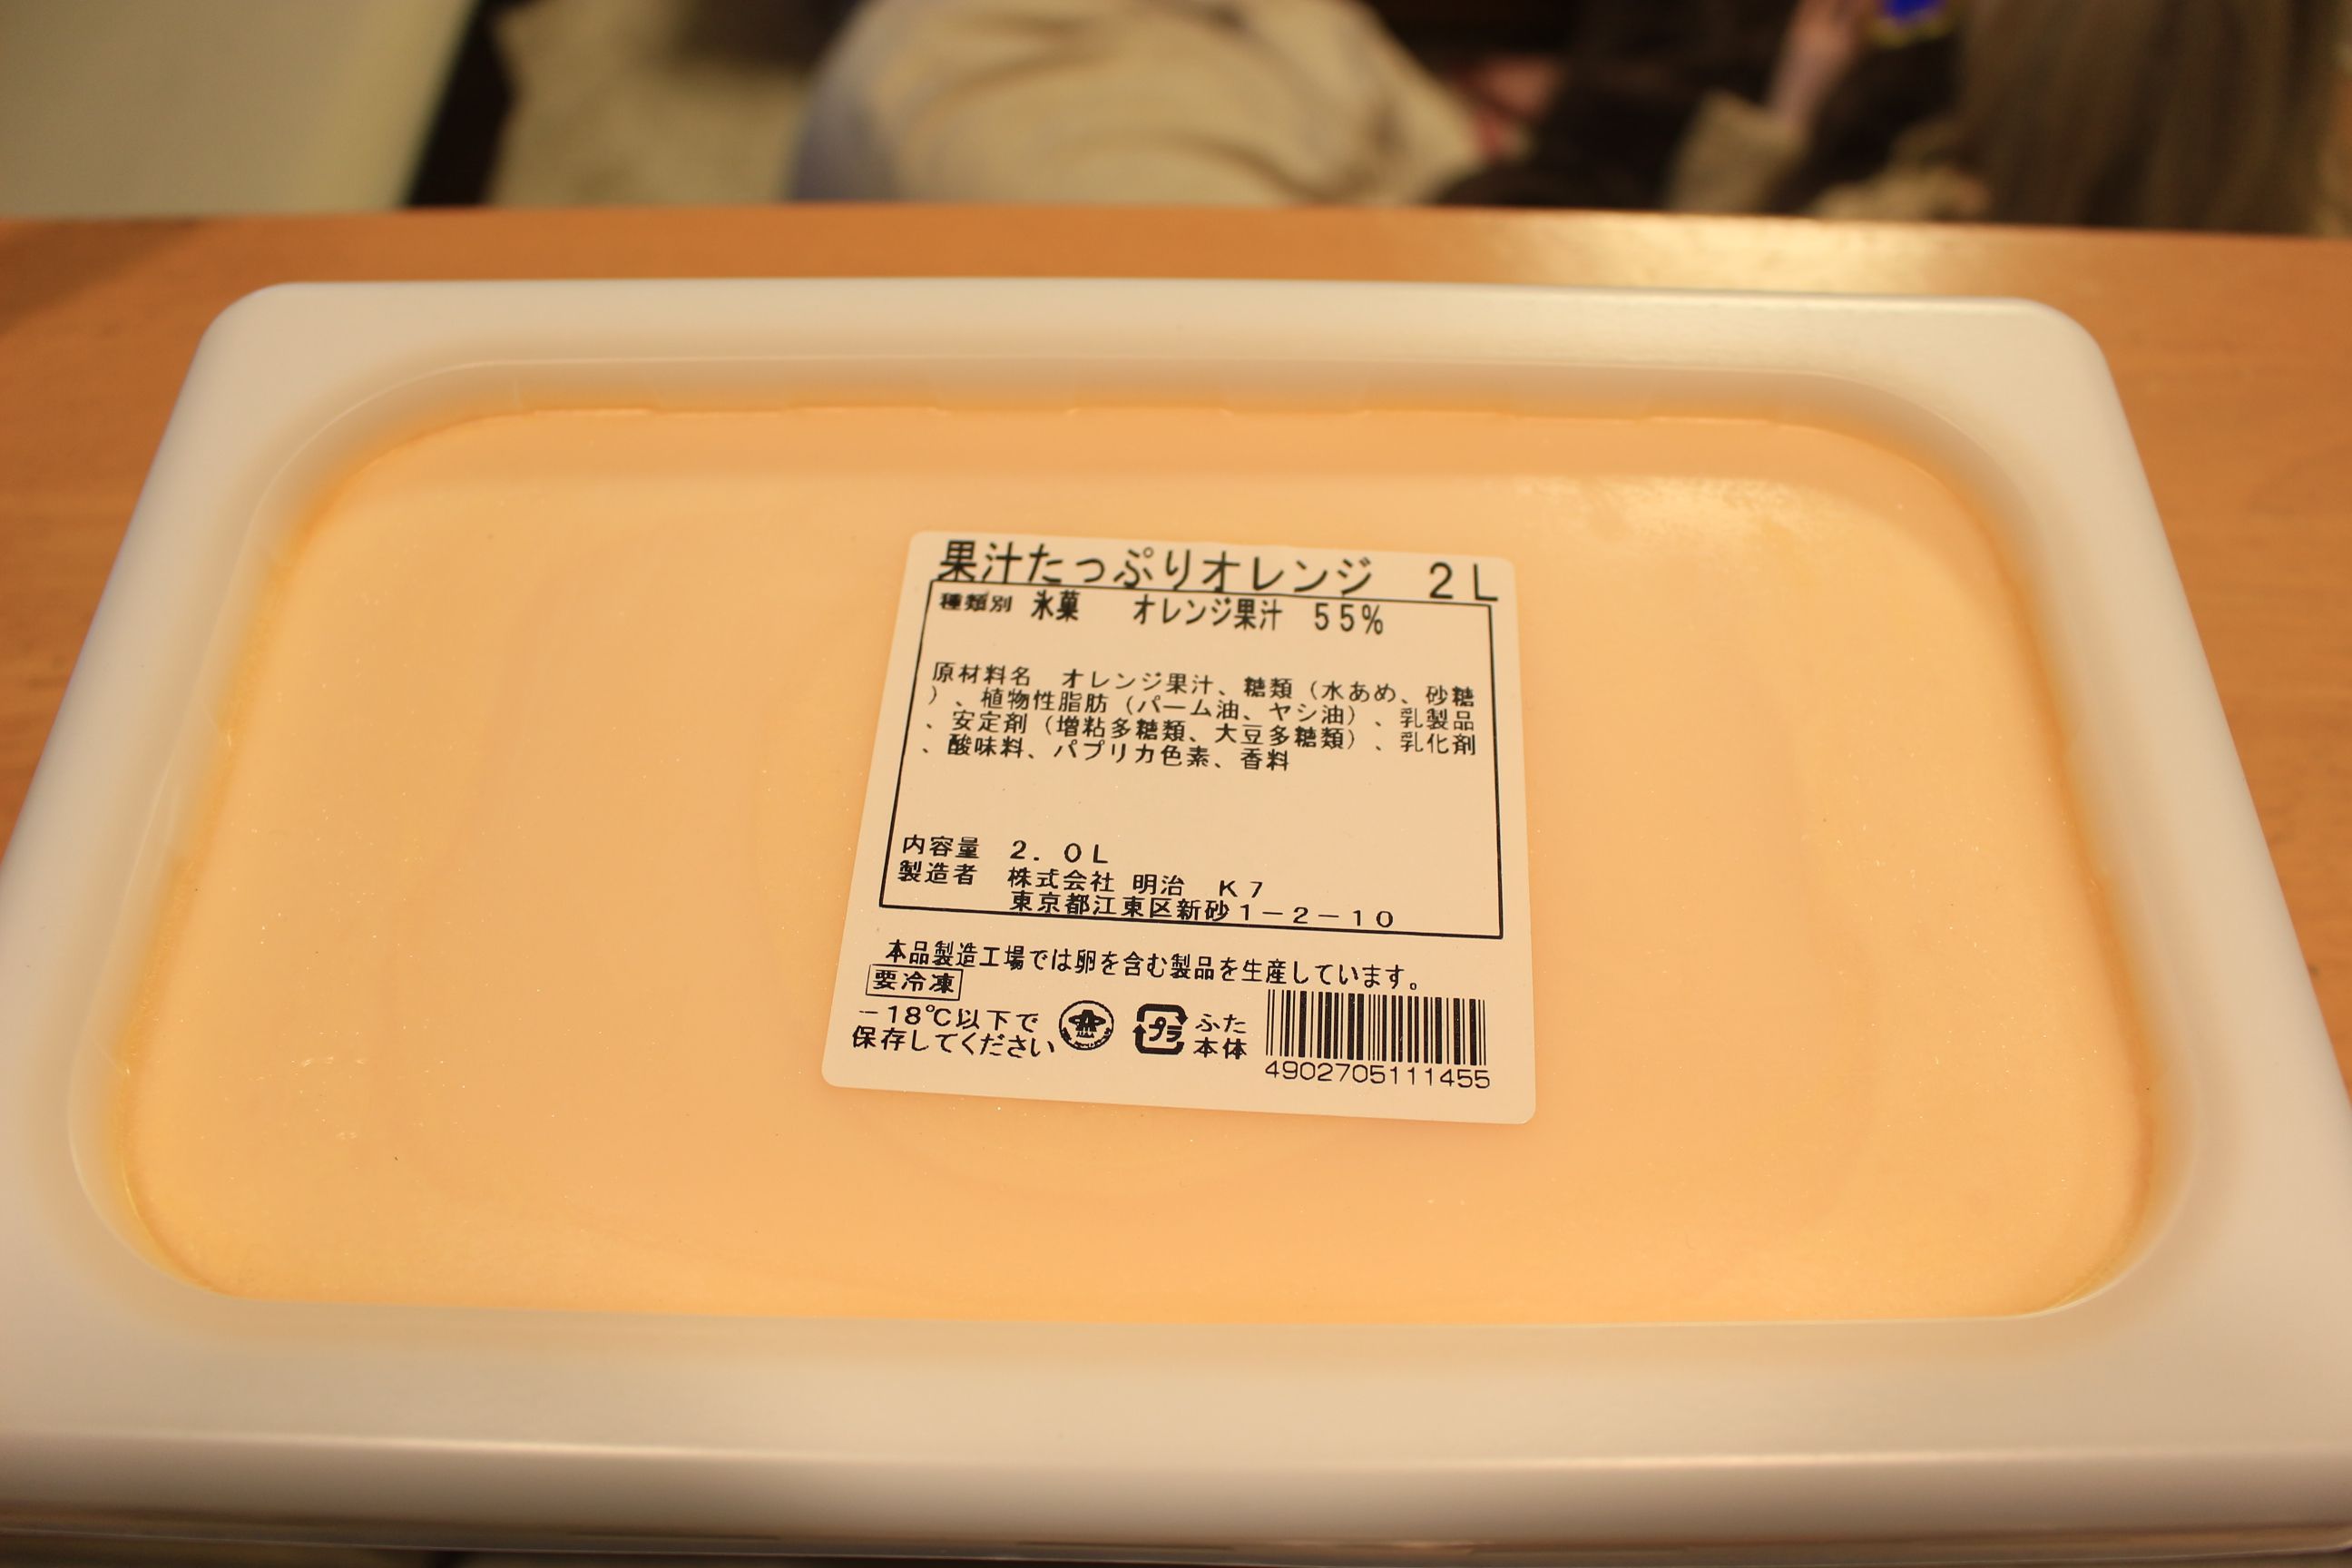 果汁たっぷりオレンジ ２Ｌ
種類別 氷菓 オレンジ果汁 ５５％
原材料名 オレンジ果汁、糖類（水あめ、砂糖
）、植物性脂肪（パーム油、ヤシ油）、乳製品
、安定剤（増粘多糖類、大豆多糖類）、乳化剤
、酸味料、パプリカ色素、香料
内容量 ２．０Ｌ
製造者 株式会社 明治 Ｋ７
東京都江東区新砂１－２－１０
本品製造工場では卵を含む製品を生産しています。
要冷凍
－18℃以下で
保存してください
プラ
ふた
本体
4902705111455